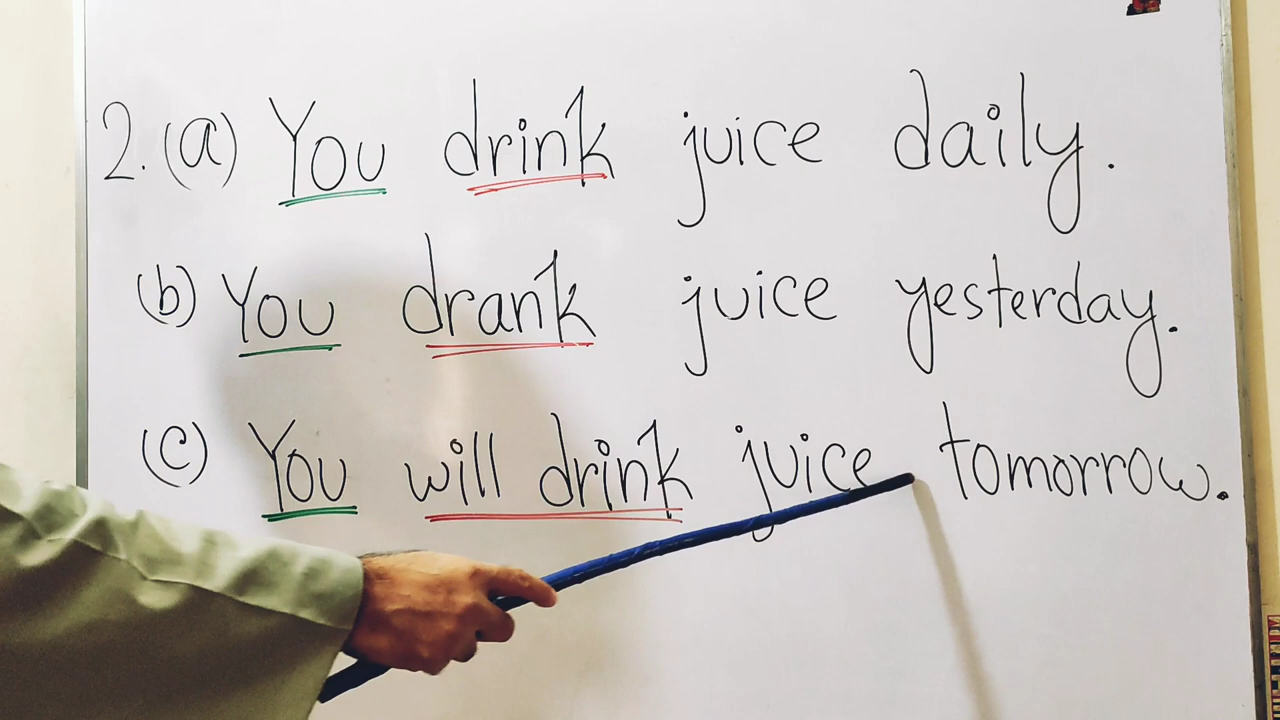 2. (a) You drink juice daily.
(b) You drank juice yesterday.
(c) You will drink juice tomorrow.